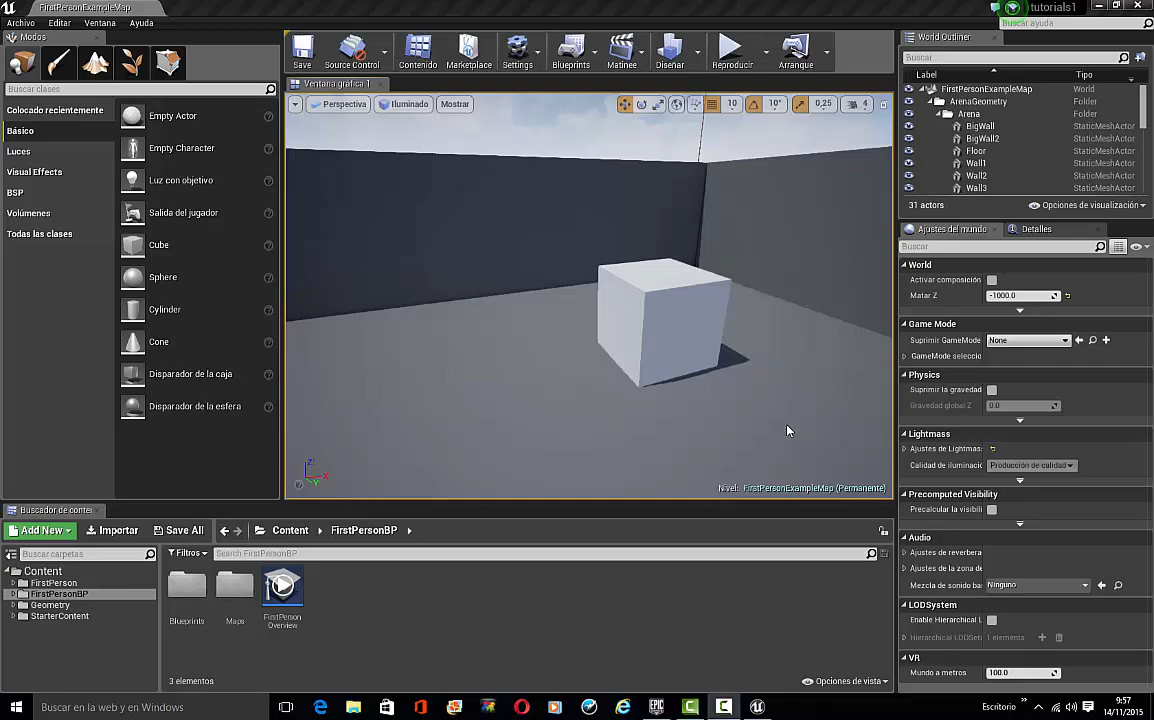 FirstPersonExampleMap
tutorials1
Archivo Editar Ventana Ayuda
Buscar ayuda
Modos
Buscar clases
Colocado recientemente
Básico
Luces
Visual Effects
BSP
Volúmenes
Todas las clases
Empty Actor
Empty Character
Luz con objetivo
Salida del jugador
Cube
Sphere
Cylinder
Cone
Disparador de la caja
Disparador de la esfera
Save
Source Control
Contenido
Marketplace
Settings
Blueprints
Matinee
Diseñar
Reproducir
Arranque
Ventana gráfica 1
Perspectiva
Iluminado
Mostrar
10
10°
0,25
4
Z
X
Y
Nivel: FirstPersonExampleMap (Permanente)
World Outliner
Buscar...
Label Tipo
FirstPersonExampleMap World
ArenaGeometry Folder
Arena Folder
BigWall StaticMeshActor
BigWall2 StaticMeshActor
Floor StaticMeshActor
Wall1 StaticMeshActor
Wall2 StaticMeshActor
Wall3 StaticMeshActor
31 actors
Opciones de visualización
Ajustes del mundo
Detalles
Buscar
World
Activar composición
Matar Z -1000.0
Game Mode
Suprimir GameMode None
GameMode seleccio
Physics
Suprimir la gravedad
Gravedad global Z 0.0
Lightmass
Ajustes de Lightmas
Calidad de iluminac Producción de calidad
Precomputed Visibility
Precalcular la visibili
Audio
Ajustes de reverbera
Ajustes de la zona de
Mezcla de sonido ba Ninguno
LODSystem
Enable Hierarchical L
Hierarchical LODSet 1 elements
VR
Mundo a metros 100.0
Buscador de conte
Add New
Importar
Save All
Content
FirstPersonBP
Buscar carpetas
Filtros
Search FirstPersonBP
Content
FirstPerson
FirstPersonBP
Geometry
StarterContent
Blueprints
Maps
FirstPerson
Overview
3 elementos
Opciones de vista
Buscar en la web y en Windows
Escritorio
9:57
14/11/2015